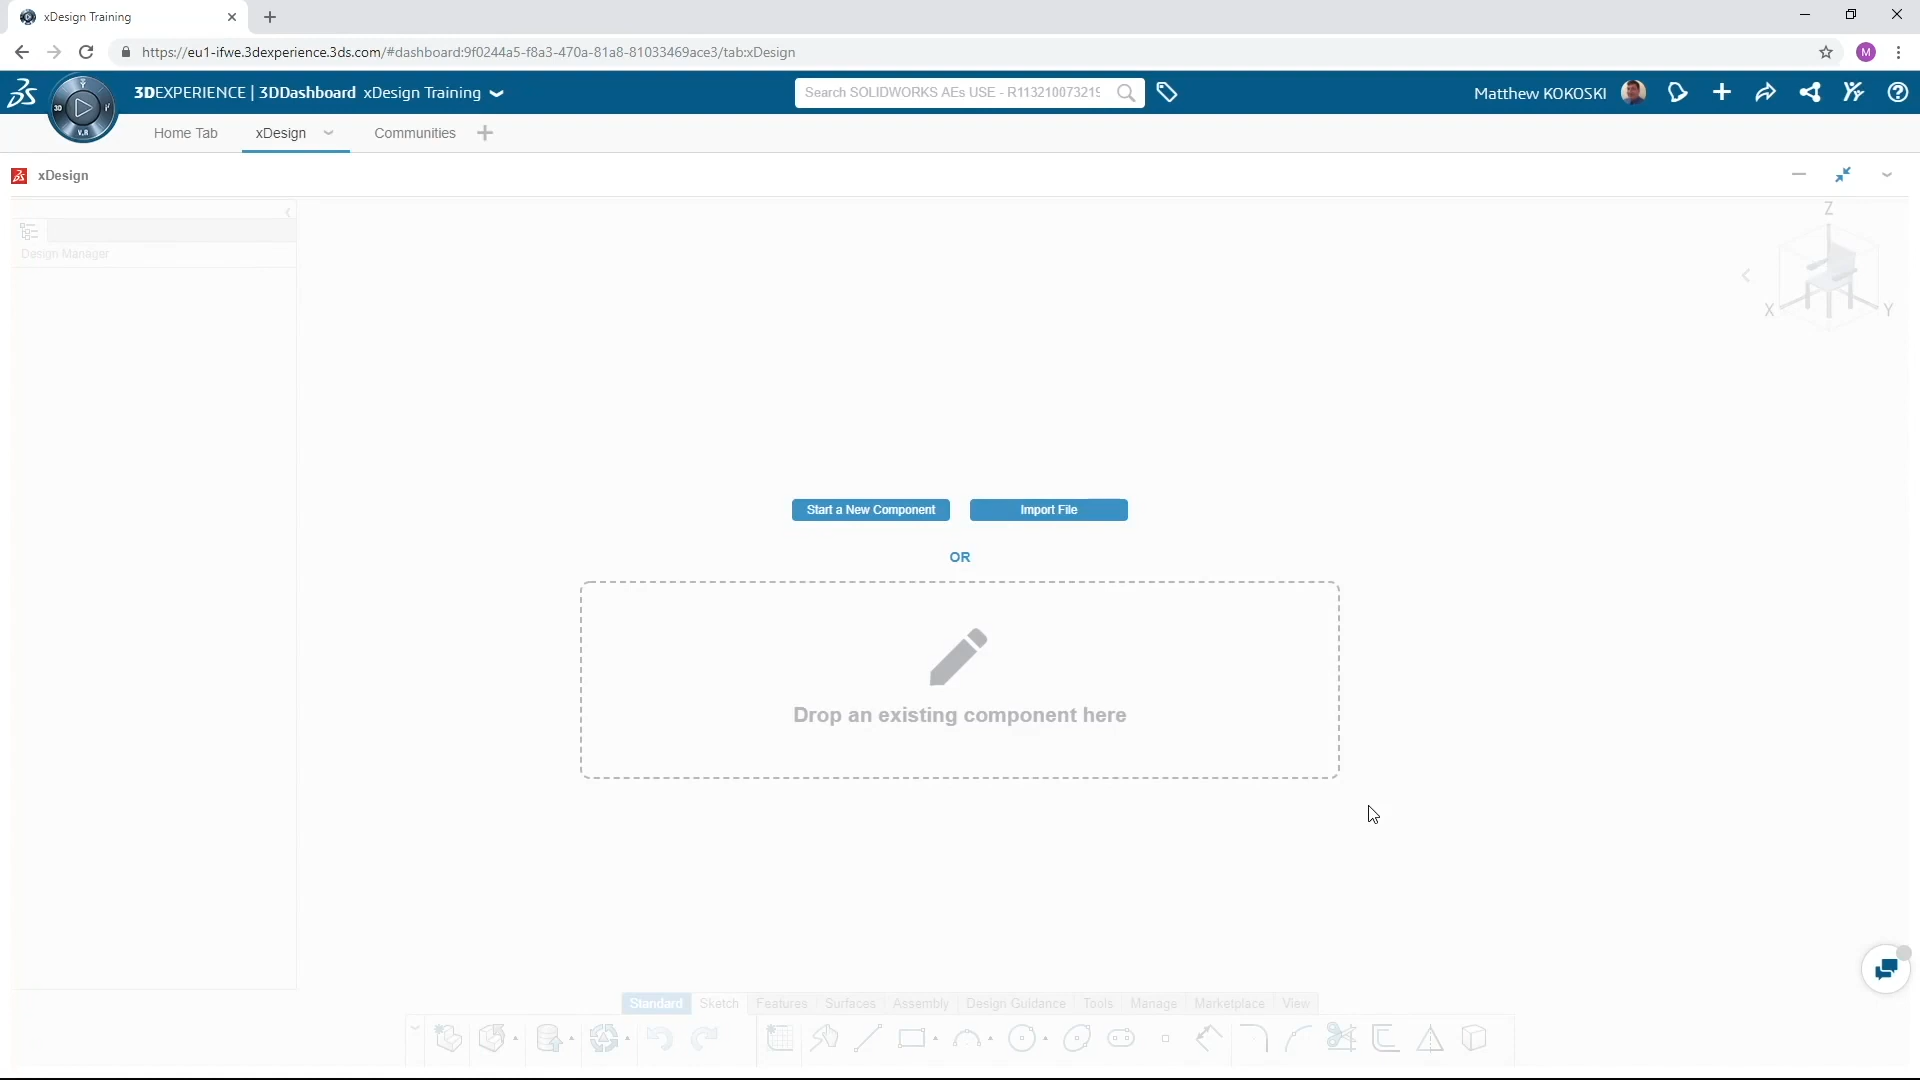 xDesign Training
https://eu1-ifwe.3dexperience.3ds.com/#dashboard:9f0244a5-f8a3-470a-81a8-81033469ace3/tab:xDesign
M
3DEXPERIENCE | 3DDashboard xDesign Training
Search SOLIDWORKS AEs USE - R11321007321
Matthew KOKOSKI
3D
V.R
Home Tab
xDesign
Communities
xDesign
Design Manager
Z
X
Y
Start a New Component
Import File
OR
Drop an existing component here
Standard
Sketch
Features
Surfaces
Assembly
Design Guidance
Tools
Manage
Marketplace
View